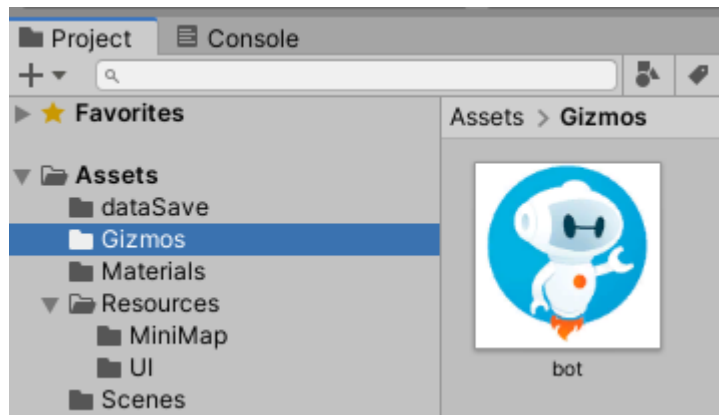 Project
Console
Favorites
Assets > Gizmos
Assets
dataSave
Gizmos
Materials
Resources
MiniMap
UI
Scenes
bot